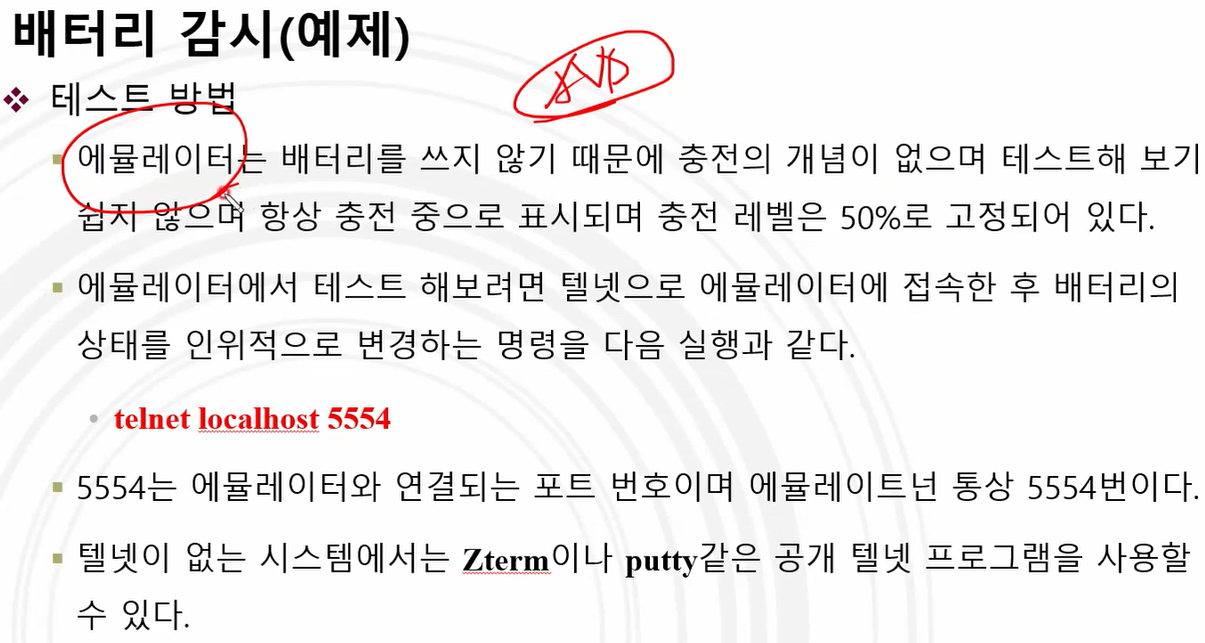 배터리 감시(예제)
AVD
테스트 방법
에뮬레이터는 배터리를 쓰지 않기 때문에 충전의 개념이 없으며 테스트해 보기
쉽지 않으며 항상 충전 중으로 표시되며 충전 레벨은 50%로 고정되어 있다.
에뮬레이터에서 테스트 해보려면 텔넷으로 에뮬레이터에 접속한 후 배터리의
상태를 인위적으로 변경하는 명령을 다음 실행과 같다.
telnet localhost 5554
5554는 에뮬레이터와 연결되는 포트 번호이며 에뮬레이트넌 통상 5554번이다.
텔넷이 없는 시스템에서는 Zterm이나 putty같은 공개 텔넷 프로그램을 사용할
수 있다.